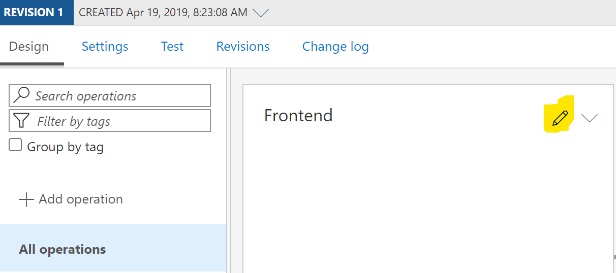 REVISION 1 CREATED Apr 19, 2019, 8:23:08 AM
Design Settings Test Revisions Change log
Search operations
Filter by tags
Group by tag
Add operation
All operations
Frontend